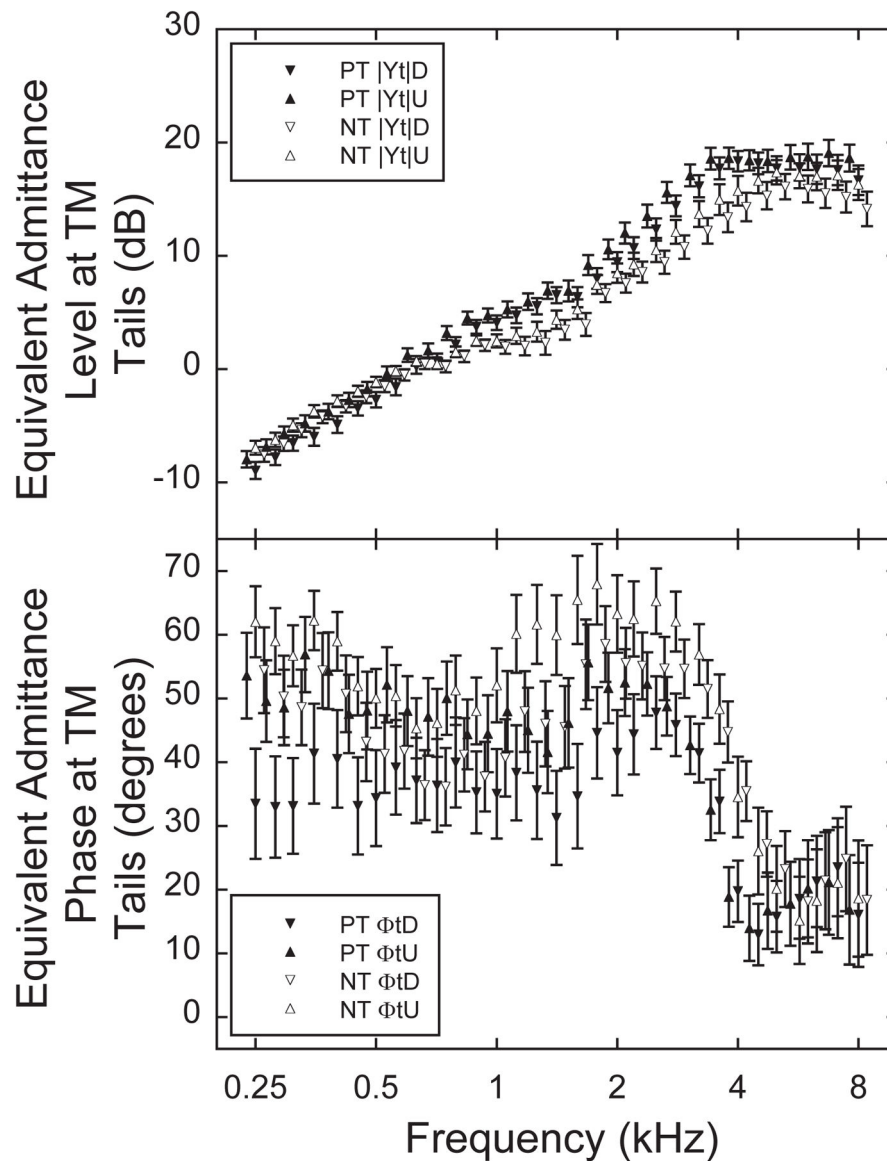 Equivalent Admittance
Level at TM
Tails (dB)
30
20
10
0
-10
▼ PT |Yt|D
▲ PT |Yt|U
▽ NT |Yt|D
△ NT |Yt|U
Equivalent Admittance
Phase at TM
Tails (degrees)
70
60
50
40
30
20
10
0
▼ PT ΦtD
▲ PT ΦtU
▽ NT ΦtD
△ NT ΦtU
0.25 0.5 1 2 4 8
Frequency (kHz)